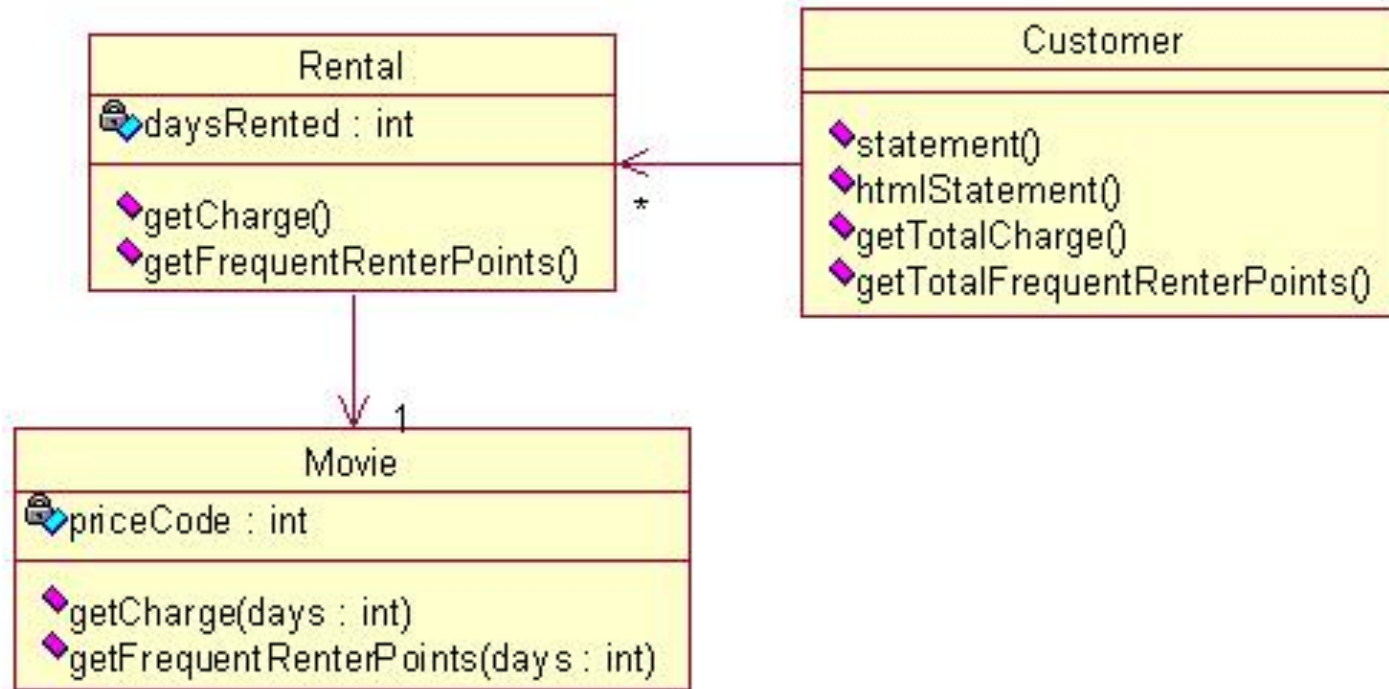 Rental
daysRented : int
getCharge()
getFrequentRenterPoints()
Customer
statement()
htmlStatement()
getTotalCharge()
getTotalFrequentRenterPoints()
*
1
Movie
priceCode : int
getCharge(days : int)
getFrequentRenterPoints(days : int)